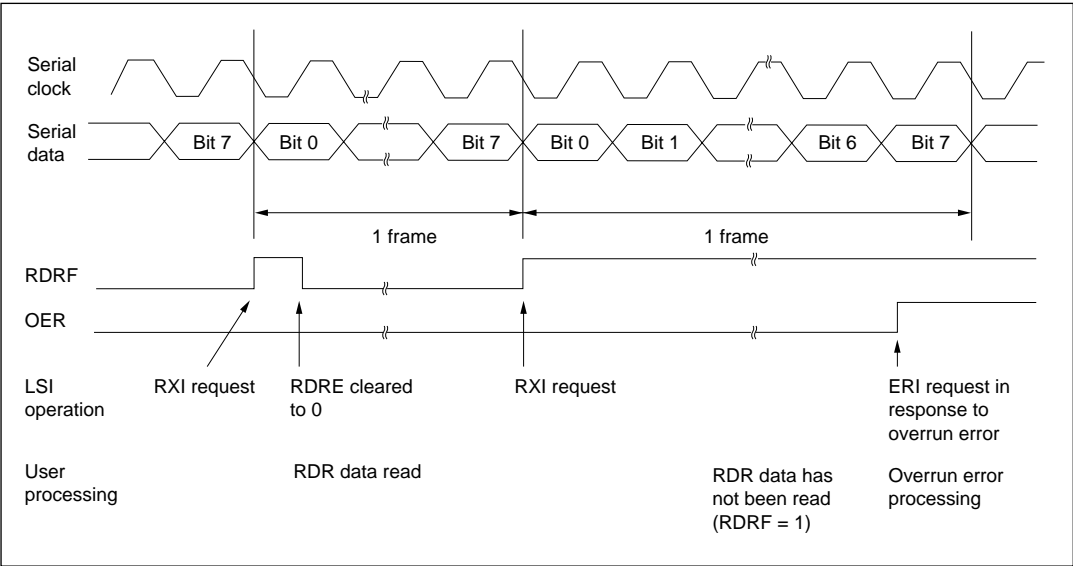 Serial
clock
Serial
data
Bit 7
Bit 0
Bit 7
Bit 0
Bit 1
Bit 6
Bit 7
1 frame
1 frame
RDRF
OER
LSI
operation
RXI request
RDRE cleared
to 0
RXI request
ERI request in
response to
overrun error
User
processing
RDR data read
RDR data has
not been read
(RDRF = 1)
Overrun error
processing